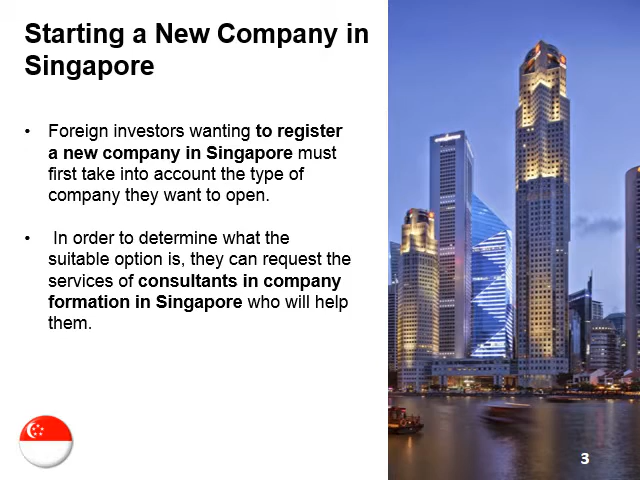 Starting a New Company in
Singapore
• Foreign investors wanting to register
a new company in Singapore must
first take into account the type of
company they want to open.
• In order to determine what the
suitable option is, they can request the
services of consultants in company
formation in Singapore who will help
them.
3